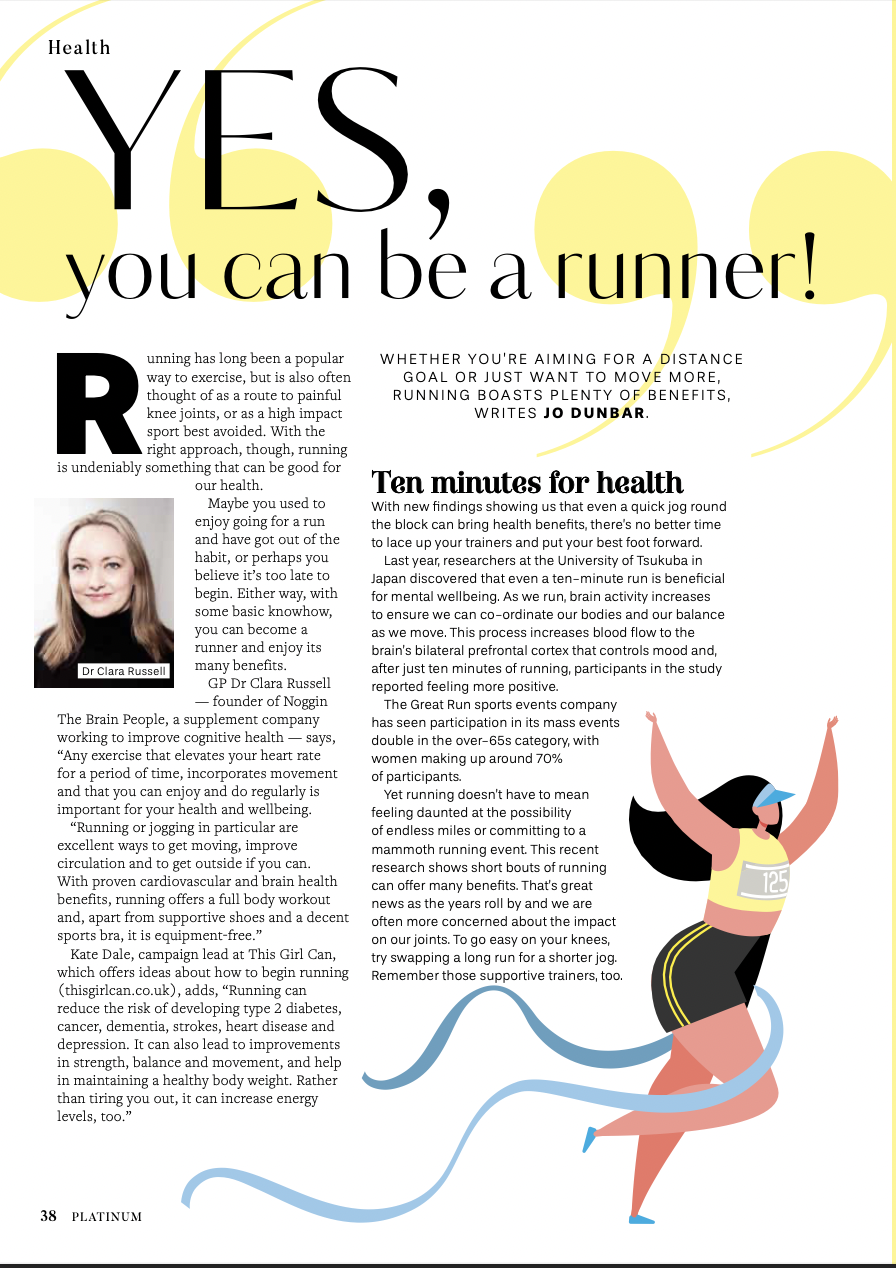 Health
YES,
you can be a runner!
Running has long been a popular
way to exercise, but is also often
thought of as a route to painful
knee joints, or as a high impact
sport best avoided. With the
right approach, though, running
is undeniably something that can be good for
our health.
Maybe you used to
enjoy going for a run
and have got out of the
habit, or perhaps you
believe it's too late to
begin. Either way, with
some basic knowhow,
you can become a
runner and enjoy its
many benefits.
GP Dr Clara Russell
— founder of Noggin
The Brain People, a supplement company
working to improve cognitive health — says,
“Any exercise that elevates your heart rate
for a period of time, incorporates movement
and that you can enjoy and do regularly is
important for your health and wellbeing.
“Running or jogging in particular are
excellent ways to get moving, improve
circulation and to get outside if you can.
With proven cardiovascular and brain health
benefits, running offers a full body workout
and, apart from supportive shoes and a decent
sports bra, it is equipment-free.”
Kate Dale, campaign lead at This Girl Can,
which offers ideas about how to begin running
(thisgirlcan.co.uk), adds, “Running can
reduce the risk of developing type 2 diabetes,
cancer, dementia, strokes, heart disease and
depression. It can also lead to improvements
in strength, balance and movement, and help
in maintaining a healthy body weight. Rather
than tiring you out, it can increase energy
levels, too.”
Dr Clara Russell
WHETHER YOU'RE AIMING FOR A DISTANCE
GOAL OR JUST WANT TO MOVE MORE,
RUNNING BOASTS PLENTY OF BENEFITS,
WRITES JO DUNBAR.
Ten minutes for health
With new findings showing us that even a quick jog round
the block can bring health benefits, there's no better time
to lace up your trainers and put your best foot forward.
Last year, researchers at the University of Tsukuba in
Japan discovered that even a ten-minute run is beneficial
for mental wellbeing. As we run, brain activity increases
to ensure we can co-ordinate our bodies and our balance
as we move. This process increases blood flow to the
brain's bilateral prefrontal cortex that controls mood and,
after just ten minutes of running, participants in the study
reported feeling more positive.
The Great Run sports events company
has seen participation in its mass events
double in the over-65s category, with
women making up around 70%
of participants.
Yet running doesn't have to mean
feeling daunted at the possibility
of endless miles or committing to a
mammoth running event. This recent
research shows short bouts of running
can offer many benefits. That's great
news as the years roll by and we are
often more concerned about the impact
on our joints. To go easy on your knees,
try swapping a long run for a shorter jog.
Remember those supportive trainers, too.
125
38 PLATINUM